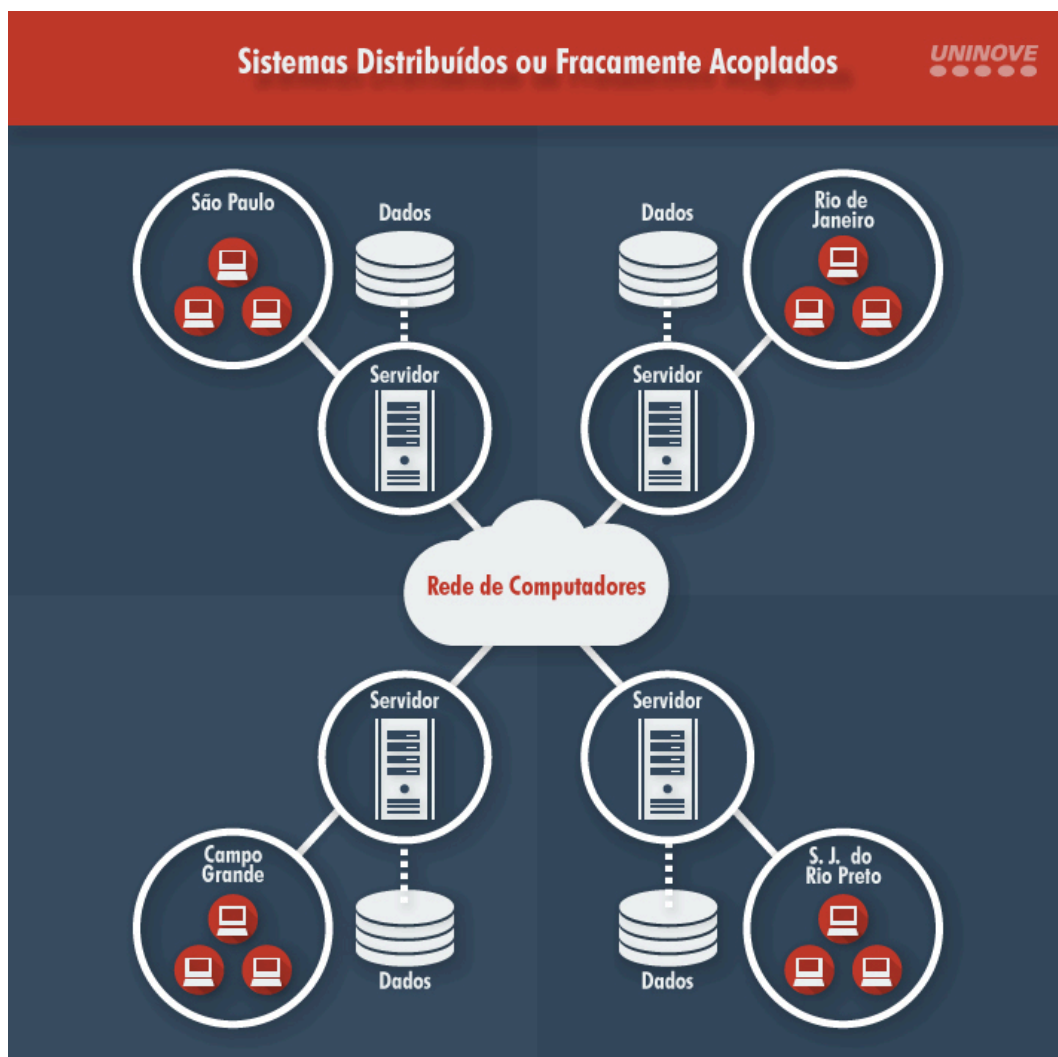 Sistemas Distribuídos ou Fracamente Acoplados
UNINOVE
São Paulo
Dados
Servidor
Dados
Servidor
Rio de
Janeiro
Rede de Computadores
Servidor
Campo
Grande
Dados
Servidor
Dados
S. J. do
Rio Preto